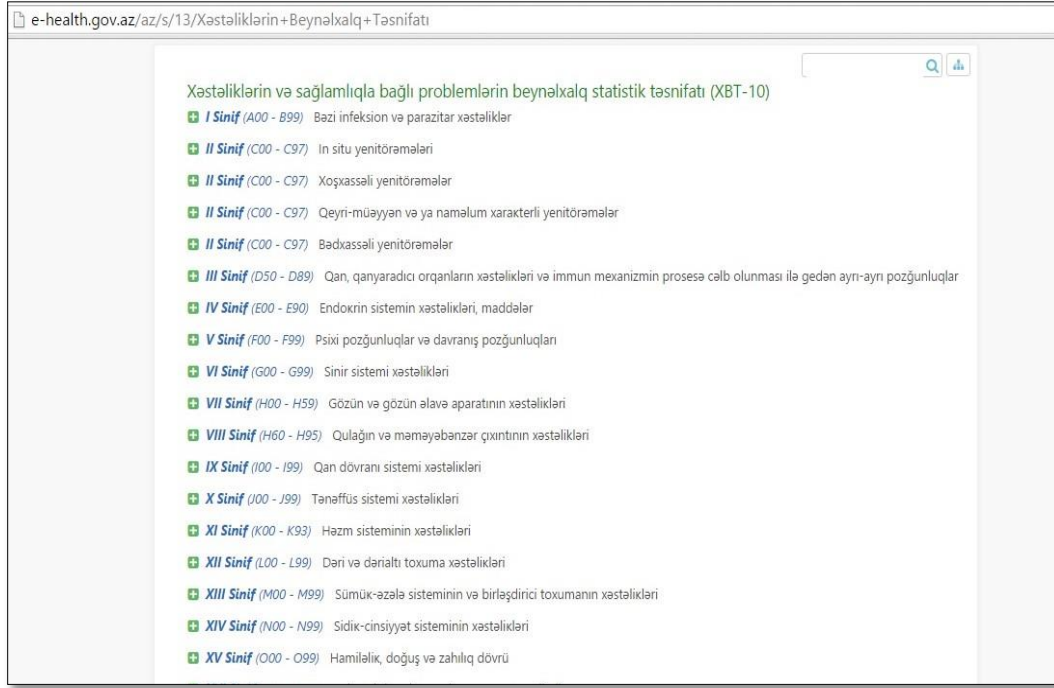 e-health.gov.az/az/s/13/Xəstəliklərin+Beynəlxalq+Təsnifatı
Xəstəliklərin və sağlamlıqla bağlı problemlərin beynəlxalq statistik təsnifatı (XBT-10)
I Sinif (A00 - B99) Bəzi infeksion və parazitar xəstəliklər
II Sinif (C00 - C97) In situ yenitörəmələri
II Sinif (C00 - C97) Xoşxassəli yenitörəmələr
II Sinif (C00 - C97) Qeyri-müəyyən və ya naməlum xarakterli yenitörəmələr
II Sinif (C00 - C97) Bədxassəli yenitörəmələr
III Sinif (D50 - D89) Qan, qanyaradıcı orqanların xəstəlikləri və immun mexanizmin prosesə cəlb olunması ilə gedən ayrı-ayrı pozğunluqlar
IV Sinif (E00 - E90) Endokrin sistemin xəstəlikləri, maddələr
V Sinif (F00 - F99) Psixi pozğunluqlar və davranış pozğunluqları
VI Sinif (G00 - G99) Sinir sistemi xəstəlikləri
VII Sinif (H00 - H59) Gözün və gözün əlavə aparatının xəstəlikləri
VIII Sinif (H60 - H95) Qulağın və məməyəbənzər çıxıntının xəstəlikləri
IX Sinif (I00 - I99) Qan dövranı sistemi xəstəlikləri
X Sinif (J00 - J99) Tənəffüs sistemi xəstəlikləri
XI Sinif (K00 - K93) Həzm sisteminin xəstəlikləri
XII Sinif (L00 - L99) Dəri və dərialtı toxuma xəstəlikləri
XIII Sinif (M00 - M99) Sümük-əzələ sisteminin və birləşdirici toxumanın xəstəlikləri
XIV Sinif (N00 - N99) Sidik-cinsiyyət sisteminin xəstəlikləri
XV Sinif (O00 - O99) Hamiləlik, doğuş və zahılıq dövrü